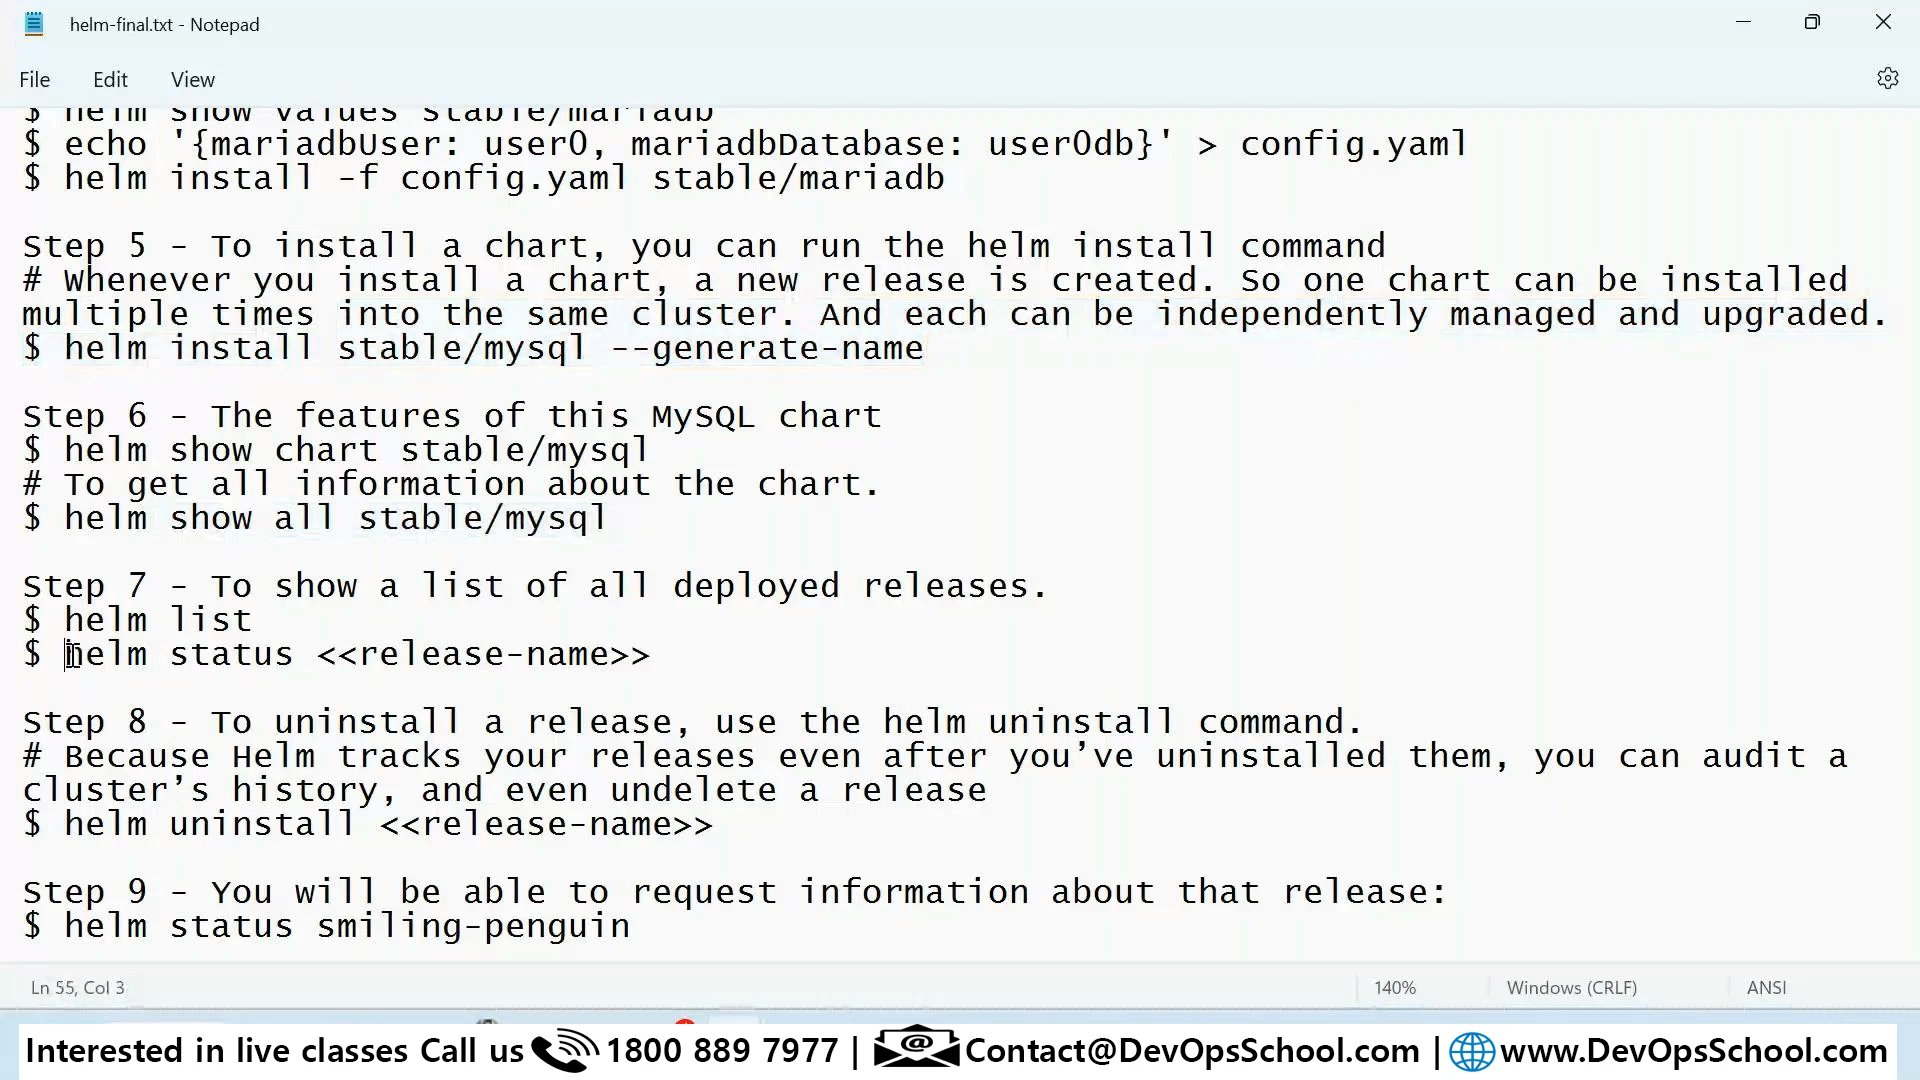 helm-final.txt - Notepad
File Edit View
$ helm show values stable/mariadb
$ echo '{mariadbUser: user0, mariadbDatabase: user0db}' > config.yaml
$ helm install -f config.yaml stable/mariadb
Step 5 - To install a chart, you can run the helm install command
# Whenever you install a chart, a new release is created. So one chart can be installed
multiple times into the same cluster. And each can be independently managed and upgraded.
$ helm install stable/mysql --generate-name
Step 6 - The features of this MySQL chart
$ helm show chart stable/mysql
# To get all information about the chart.
$ helm show all stable/mysql
Step 7 - To show a list of all deployed releases.
$ helm list
$ helm status <<release-name>>
Step 8 - To uninstall a release, use the helm uninstall command.
# Because Helm tracks your releases even after you’ve uninstalled them, you can audit a
cluster’s history, and even undelete a release
$ helm uninstall <<release-name>>
Step 9 - You will be able to request information about that release:
$ helm status smiling-penguin
Ln 55, Col 3 140% Windows (CRLF) ANSI
Interested in live classes Call us 1800 889 7977 | Contact@DevOpsSchool.com | www.DevOpsSchool.com